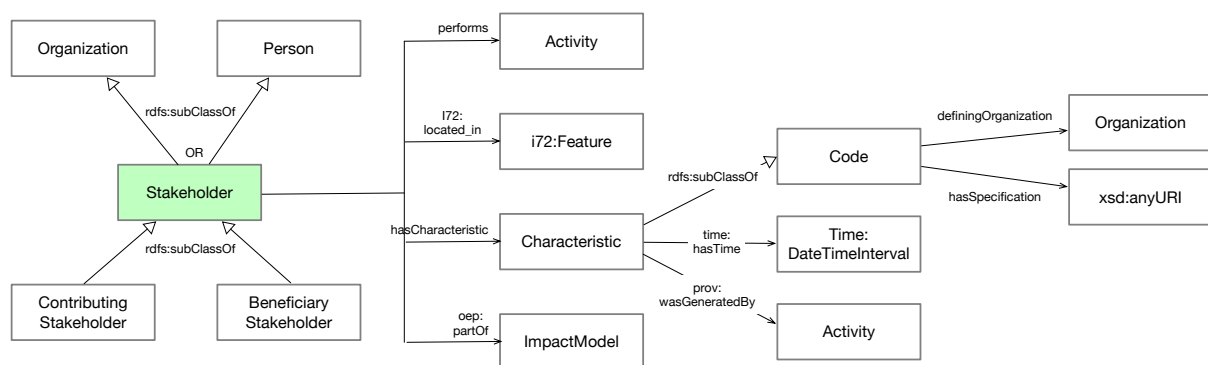 Organization
Person
rdfs:subClassOf
OR
Stakeholder
rdfs:subClassOf
Contributing
Stakeholder
Beneficiary
Stakeholder
performs
Activity
I72:
located_in
i72:Feature
hasCharacteristic
Characteristic
oep:
partOf
ImpactModel
rdfs:subClassOf
Code
time:
hasTime
Time:
DateTimeInterval
prov:
wasGeneratedBy
Activity
definingOrganization
Organization
hasSpecification
xsd:anyURI